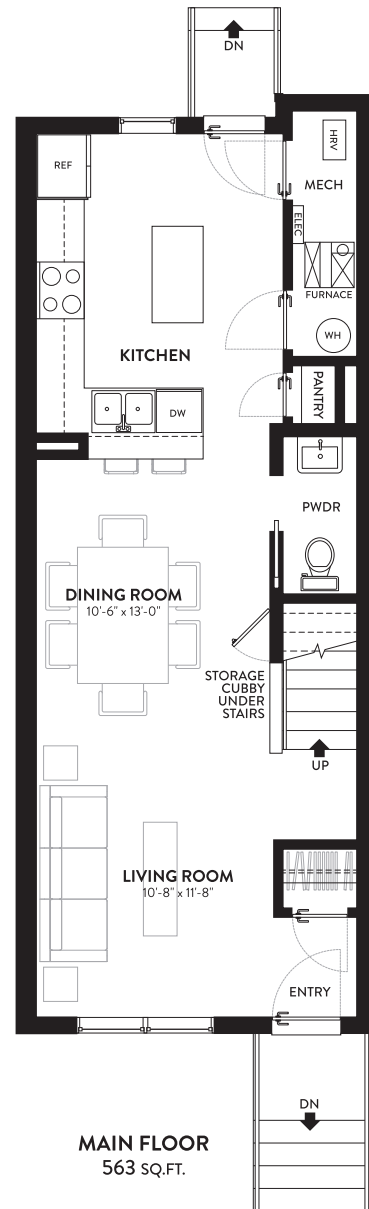 DN
HRV
REF
MECH
ELEC
FURNACE
WH
KITCHEN
PANTRY
DW
PWDR
DINING ROOM
10'-6" x 13'-0"
STORAGE
CUBBY
UNDER
STAIRS
UP
LIVING ROOM
10'-8" x 11'-8"
ENTRY
DN
MAIN FLOOR
563 SQ.FT.